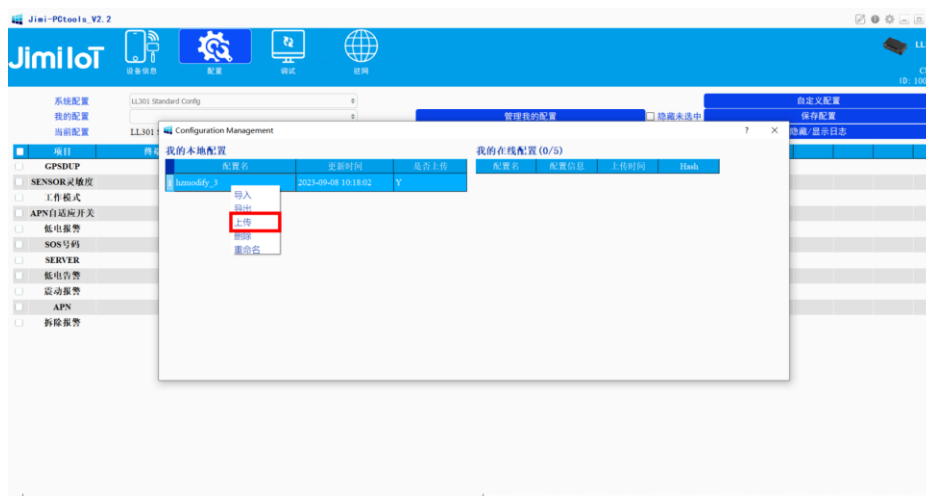 Jimi-PCtools_V2.2
Jimi IoT
设备信息
配置
调试
组网
LL
ID: 100
系统配置
LL301 Standard Config
自定义配置
我的配置
管理我的配置
隐藏未选中
保存配置
当前配置
LL301
隐藏/显示日志
Configuration Management
? ×
我的本地配置
我的在线配置(0/5)
配置名 更新时间 是否上传
配置名 配置信息 上传时间 Hash
1 hzmodify_3 2023-09-08 10:18:02 Y
导入
导出
上传
删除
重命名
项目
GPSDUP
SENSOR灵敏度
工作模式
APN自适应开关
低电报警
SOS号码
SERVER
低电告警
震动报警
APN
拆除报警